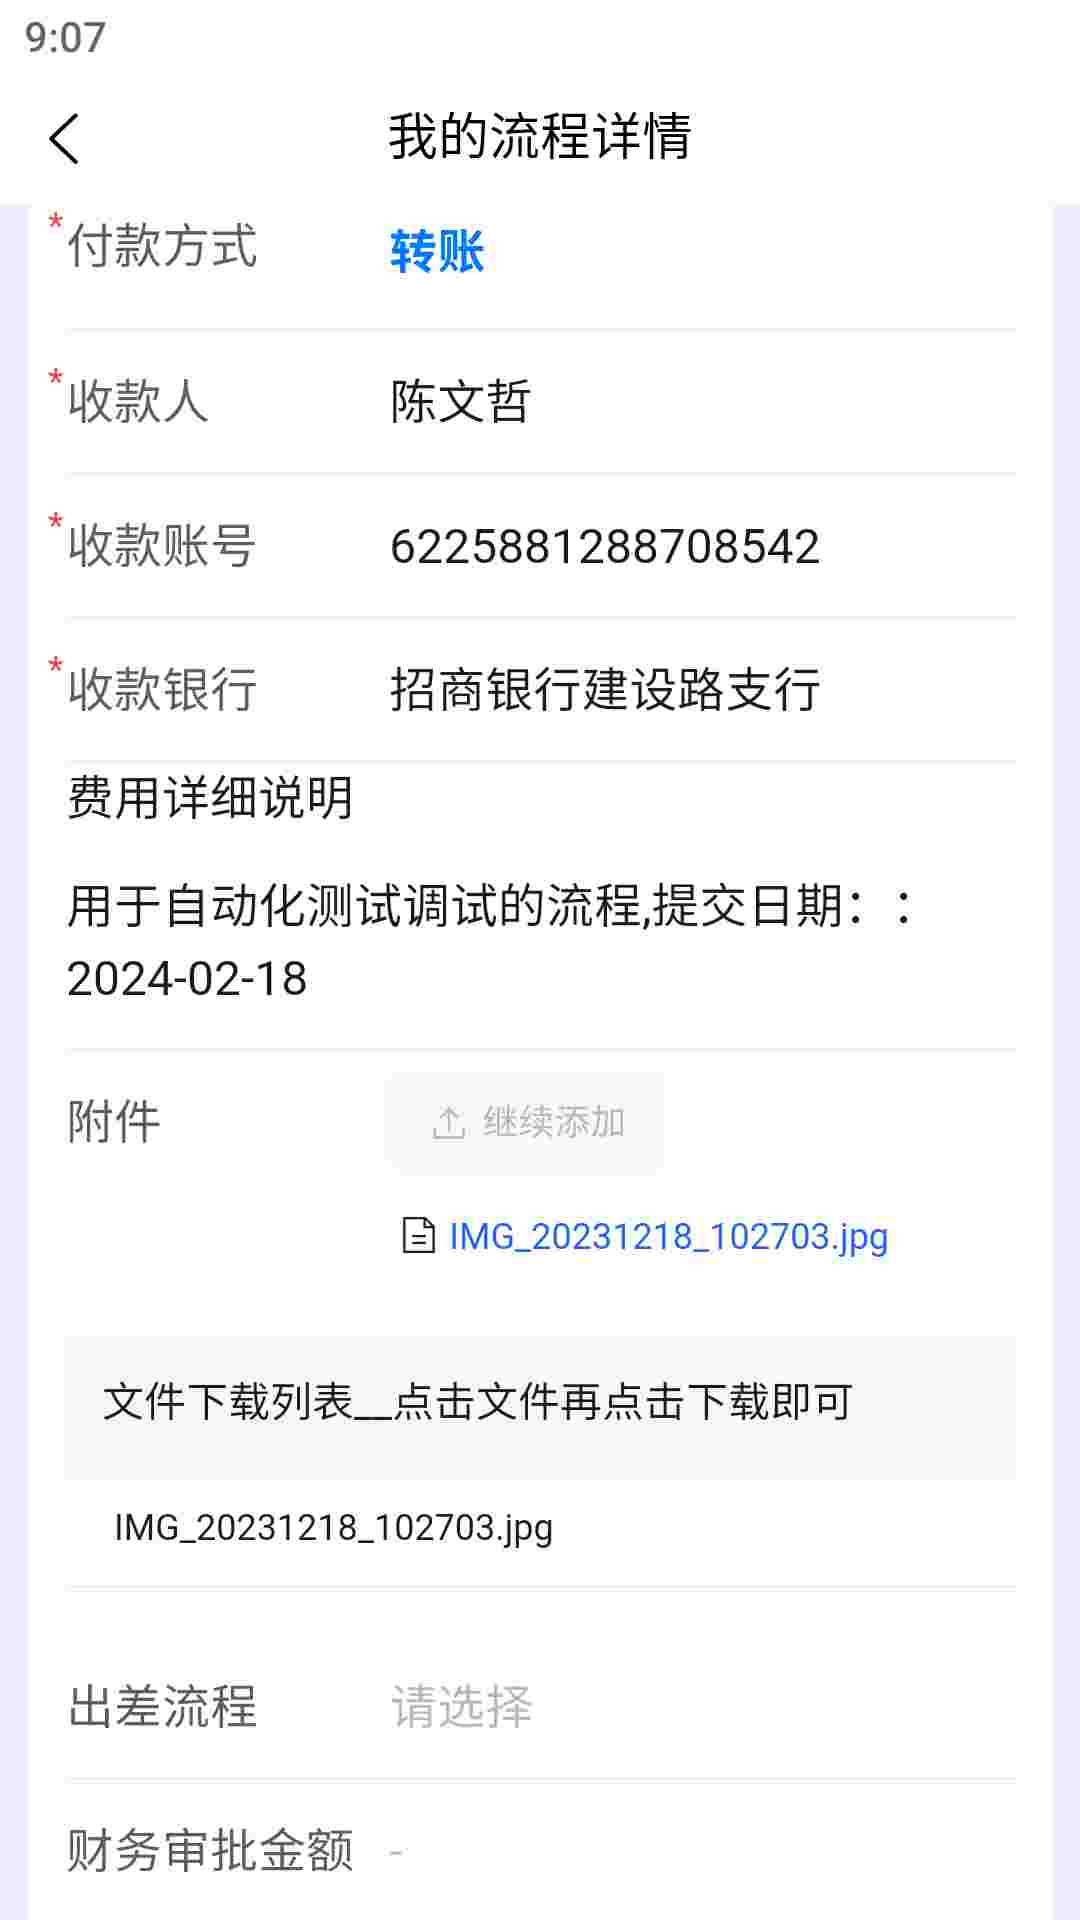 9:07
我的流程详情
*付款方式 转账
*收款人 陈文哲
*收款账号 6225881288708542
*收款银行 招商银行建设路支行
费用详细说明
用于自动化测试调试的流程,提交日期：:
2024-02-18
附件 继续添加
IMG_20231218_102703.jpg
文件下载列表__点击文件再点击下载即可
IMG_20231218_102703.jpg
出差流程 请选择
财务审批金额 -